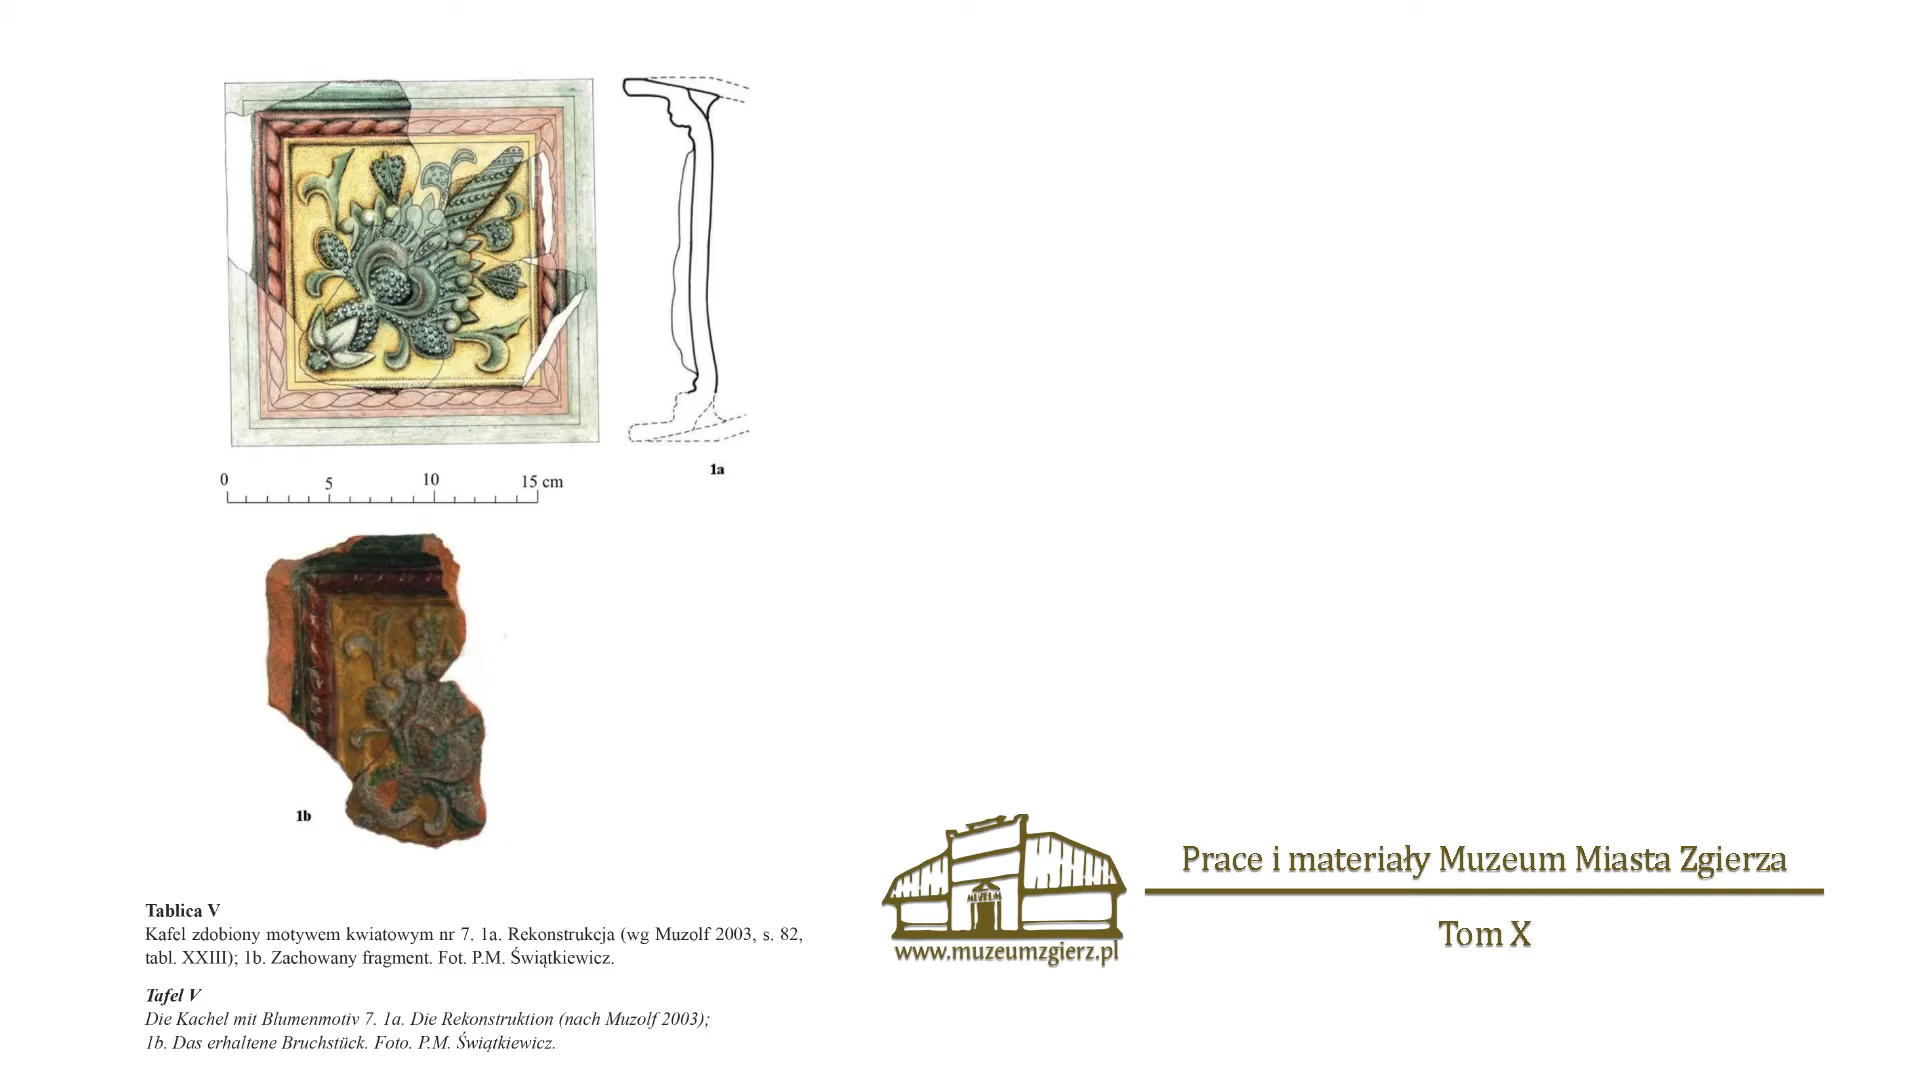 1a
0 5 10 15 cm
1b
Tablica V
Kafel zdobiony motywem kwiatowym nr 7. 1a. Rekonstrukcja (wg Muzolf 2003, s. 82,
tabl. XXIII); 1b. Zachowany fragment. Fot. P.M. Świątkiewicz.
Tafel V
Die Kachel mit Blumenmotiv 7. 1a. Die Rekonstruktion (nach Muzolf 2003);
1b. Das erhaltene Bruchstück. Foto. P.M. Świątkiewicz.
MUZEUM
www.muzeumzgierz.pl
Prace i materiały Muzeum Miasta Zgierza
Tom X